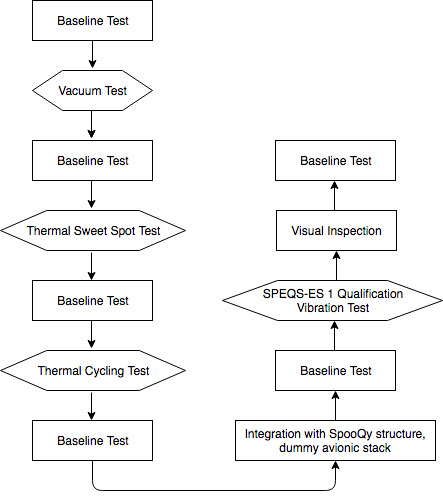 Baseline Test
Vacuum Test
Baseline Test
Thermal Sweet Spot Test
Baseline Test
Thermal Cycling Test
Baseline Test
Integration with SpooQy structure,
dummy avionic stack
Baseline Test
SPEQS-ES 1 Qualification
Vibration Test
Visual Inspection
Baseline Test